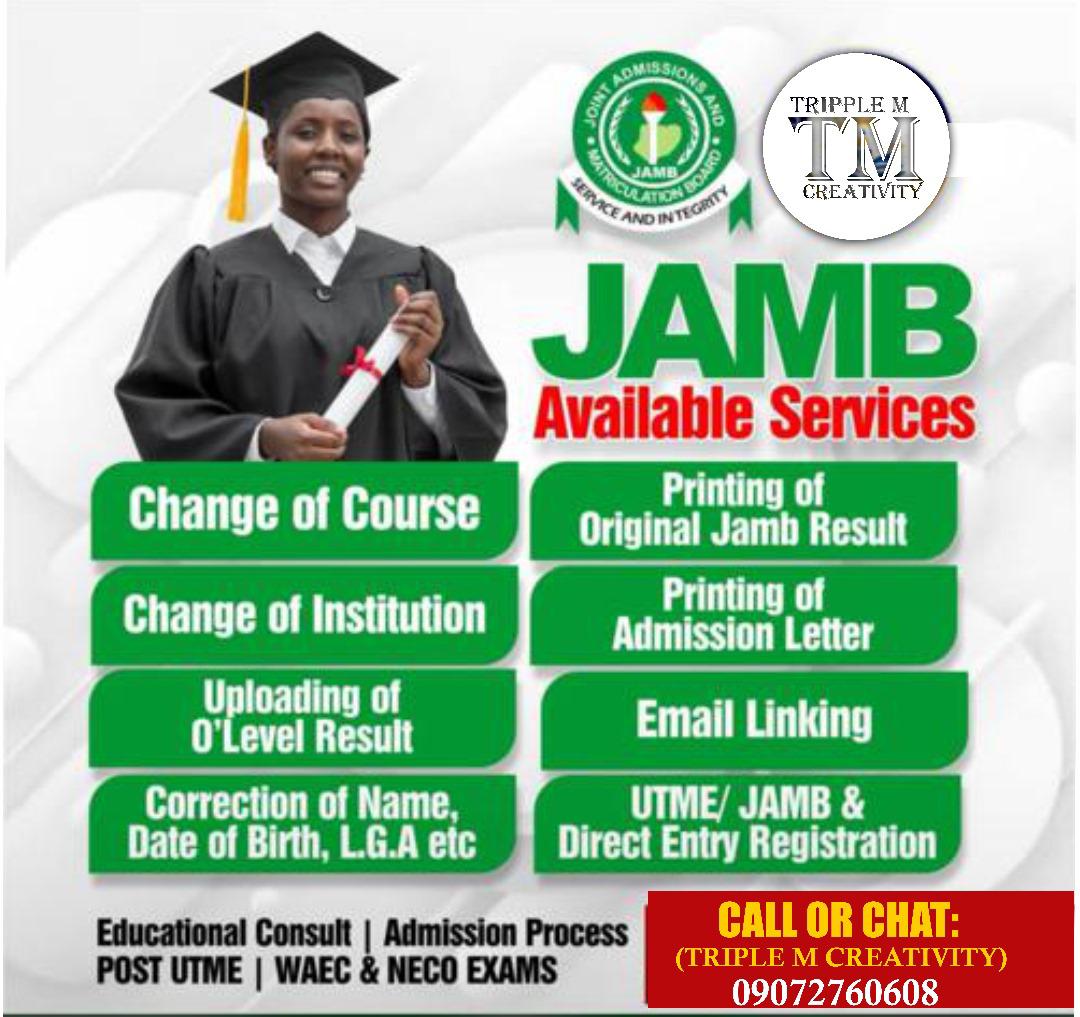 JOINT ADMISSIONS AND
MATRICULATION BOARD
JAMB
SERVICE AND INTEGRITY
TRIPPLE M
TM
CREATIVITY
JAMB
Available Services
Change of Course
Printing of
Original Jamb Result
Change of Institution
Printing of
Admission Letter
Uploading of
O'Level Result
Email Linking
Correction of Name,
Date of Birth, L.G.A etc
UTME/ JAMB &
Direct Entry Registration
Educational Consult | Admission Process
POST UTME | WAEC & NECO EXAMS
CALL OR CHAT:
(TRIPLE M CREATIVITY)
09072760608